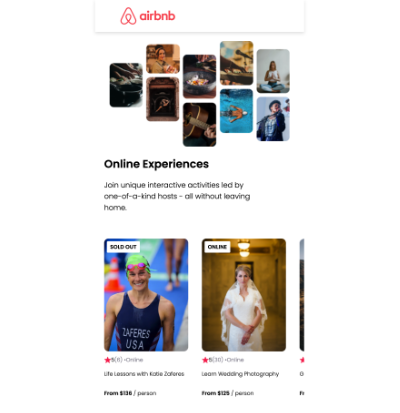 airbnb
Online Experiences
Join unique interactive activities led by
one-of-a-kind hosts - all without leaving
home.
SOLD OUT
ONLINE
ZAFERES
USA
5 (6) • Online
5 (30) • Online
Life Lessons with Katie Zaferes
Learn Wedding Photography
From $136 / person
From $125 / person